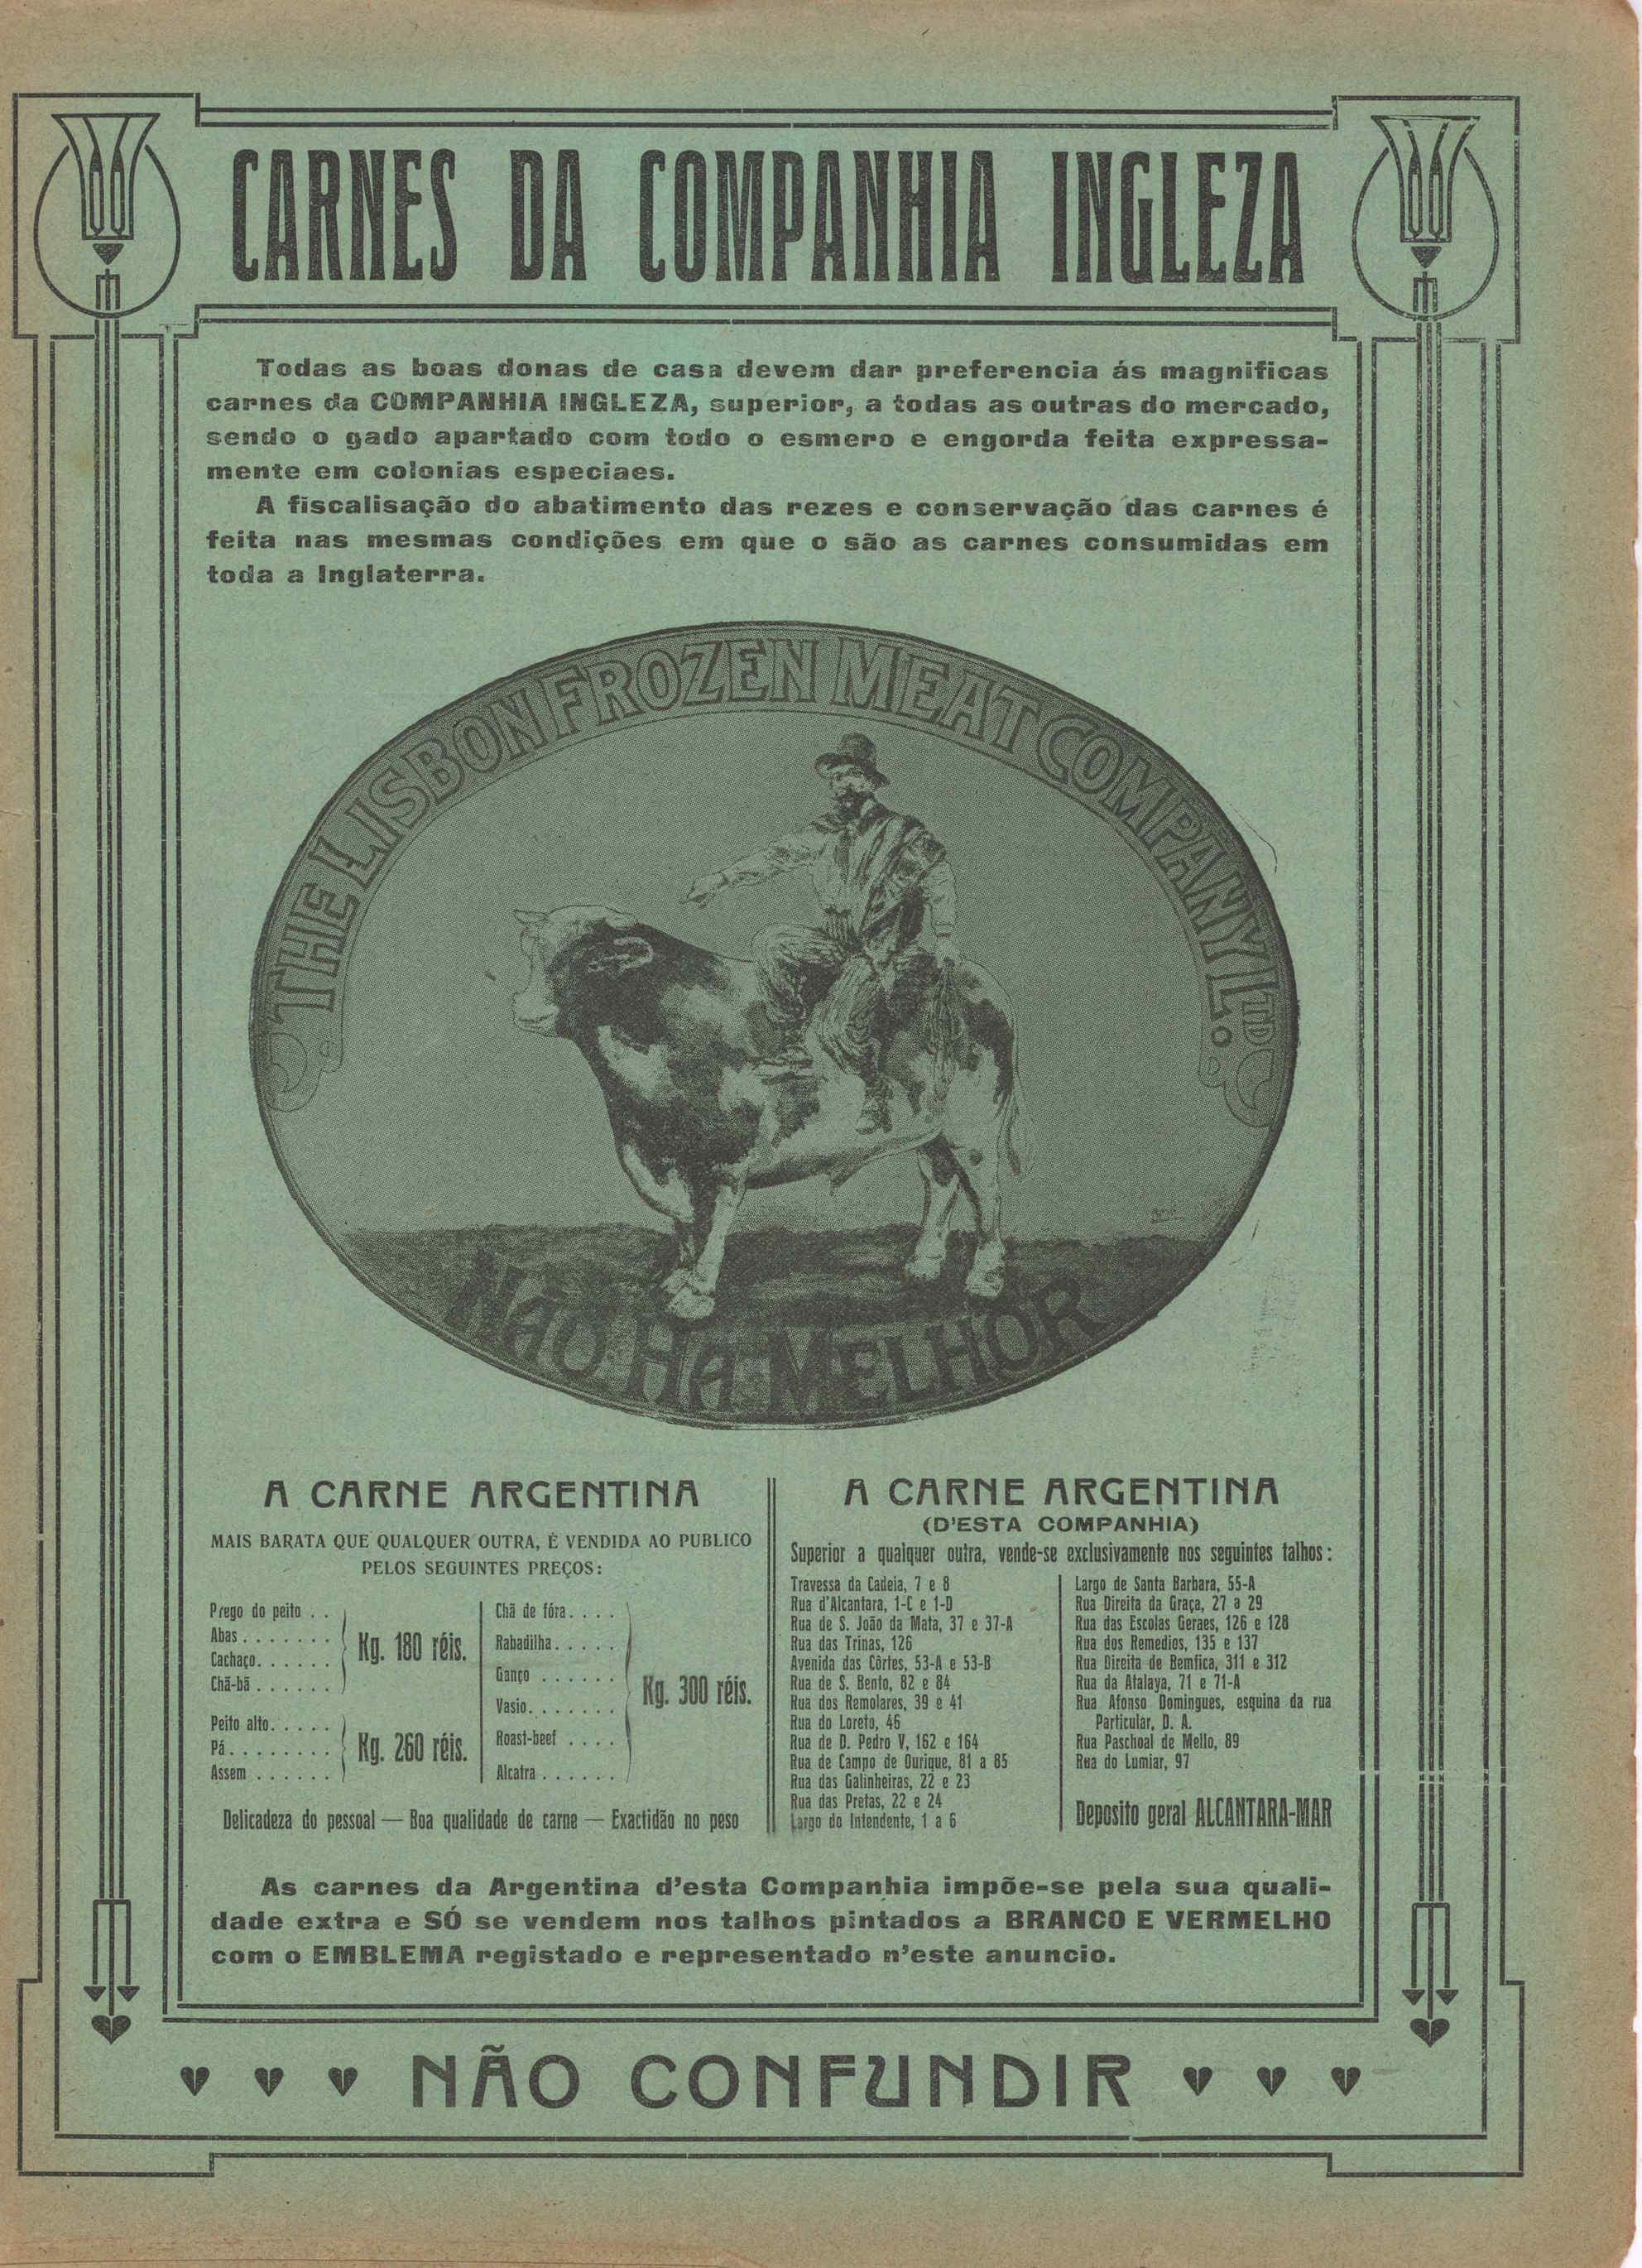 CARNES DA COMPANHIA INGLEZA
Todas as boas donas de casa devem dar preferencia ás magnificas
carnes da COMPANHIA INGLEZA, superior, a todas as outras do mercado,
sendo o gado apartado com todo o esmero e engorda feita expressa-
mente em colonias especiaes.
A fiscalisação do abatimento das rezes e conservação das carnes é
feita nas mesmas condições em que o são as carnes consumidas em
toda a Inglaterra.
THE LISBON FROZEN MEAT COMPANY LTD
NÃO HA MELHOR
A CARNE ARGENTINA
MAIS BARATA QUE QUALQUER OUTRA, É VENDIDA AO PUBLICO
PELOS SEGUINTES PREÇOS:
Prego do peito . .
Abas . . . . . . .
Cachaço. . . . . .
Chã-bã . . . . . .
Kg. 180 réis.
Peito alto. . . . .
Pá. . . . . . . . .
Assem . . . . . .
Kg. 260 réis.
Chã de fóra. . . .
Rabadilha. . . . .
Ganço . . . . . .
Vasio. . . . . . .
Roast-beef . . . .
Alcatra . . . . . .
Kg. 300 réis.
Delicadeza do pessoal — Boa qualidade de carne — Exactidão no peso
A CARNE ARGENTINA
(D'ESTA COMPANHIA)
Superior a qualquer outra, vende-se exclusivamente nos seguintes talhos:
Travessa da Cadeia, 7 e 8
Rua d'Alcantara, 1-C e 1-D
Rua de S. João da Mata, 37 e 37-A
Rua das Trinas, 126
Avenida das Côrtes, 53-A e 53-B
Rua de S. Bento, 82 e 84
Rua dos Remolares, 39 e 41
Rua do Loreto, 46
Rua de D. Pedro V, 162 e 164
Rua de Campo de Ourique, 81 a 85
Rua das Galinheiras, 22 e 23
Rua das Pretas, 22 e 24
Largo do Intendente, 1 a 6
Largo de Santa Barbara, 55-A
Rua Direita da Graça, 27 a 29
Rua das Escolas Geraes, 126 e 128
Rua dos Remedios, 135 e 137
Rua Direita de Bemfica, 311 e 312
Rua da Atalaya, 71 e 71-A
Rua Afonso Domingues, esquina da rua
Particular, D. A.
Rua Paschoal de Mello, 89
Rua do Lumiar, 97
Deposito geral ALCANTARA-MAR
As carnes da Argentina d'esta Companhia impõe-se pela sua quali-
dade extra e SÓ se vendem nos talhos pintados a BRANCO E VERMELHO
com o EMBLEMA registado e representado n'este anuncio.
NÃO CONFUNDIR